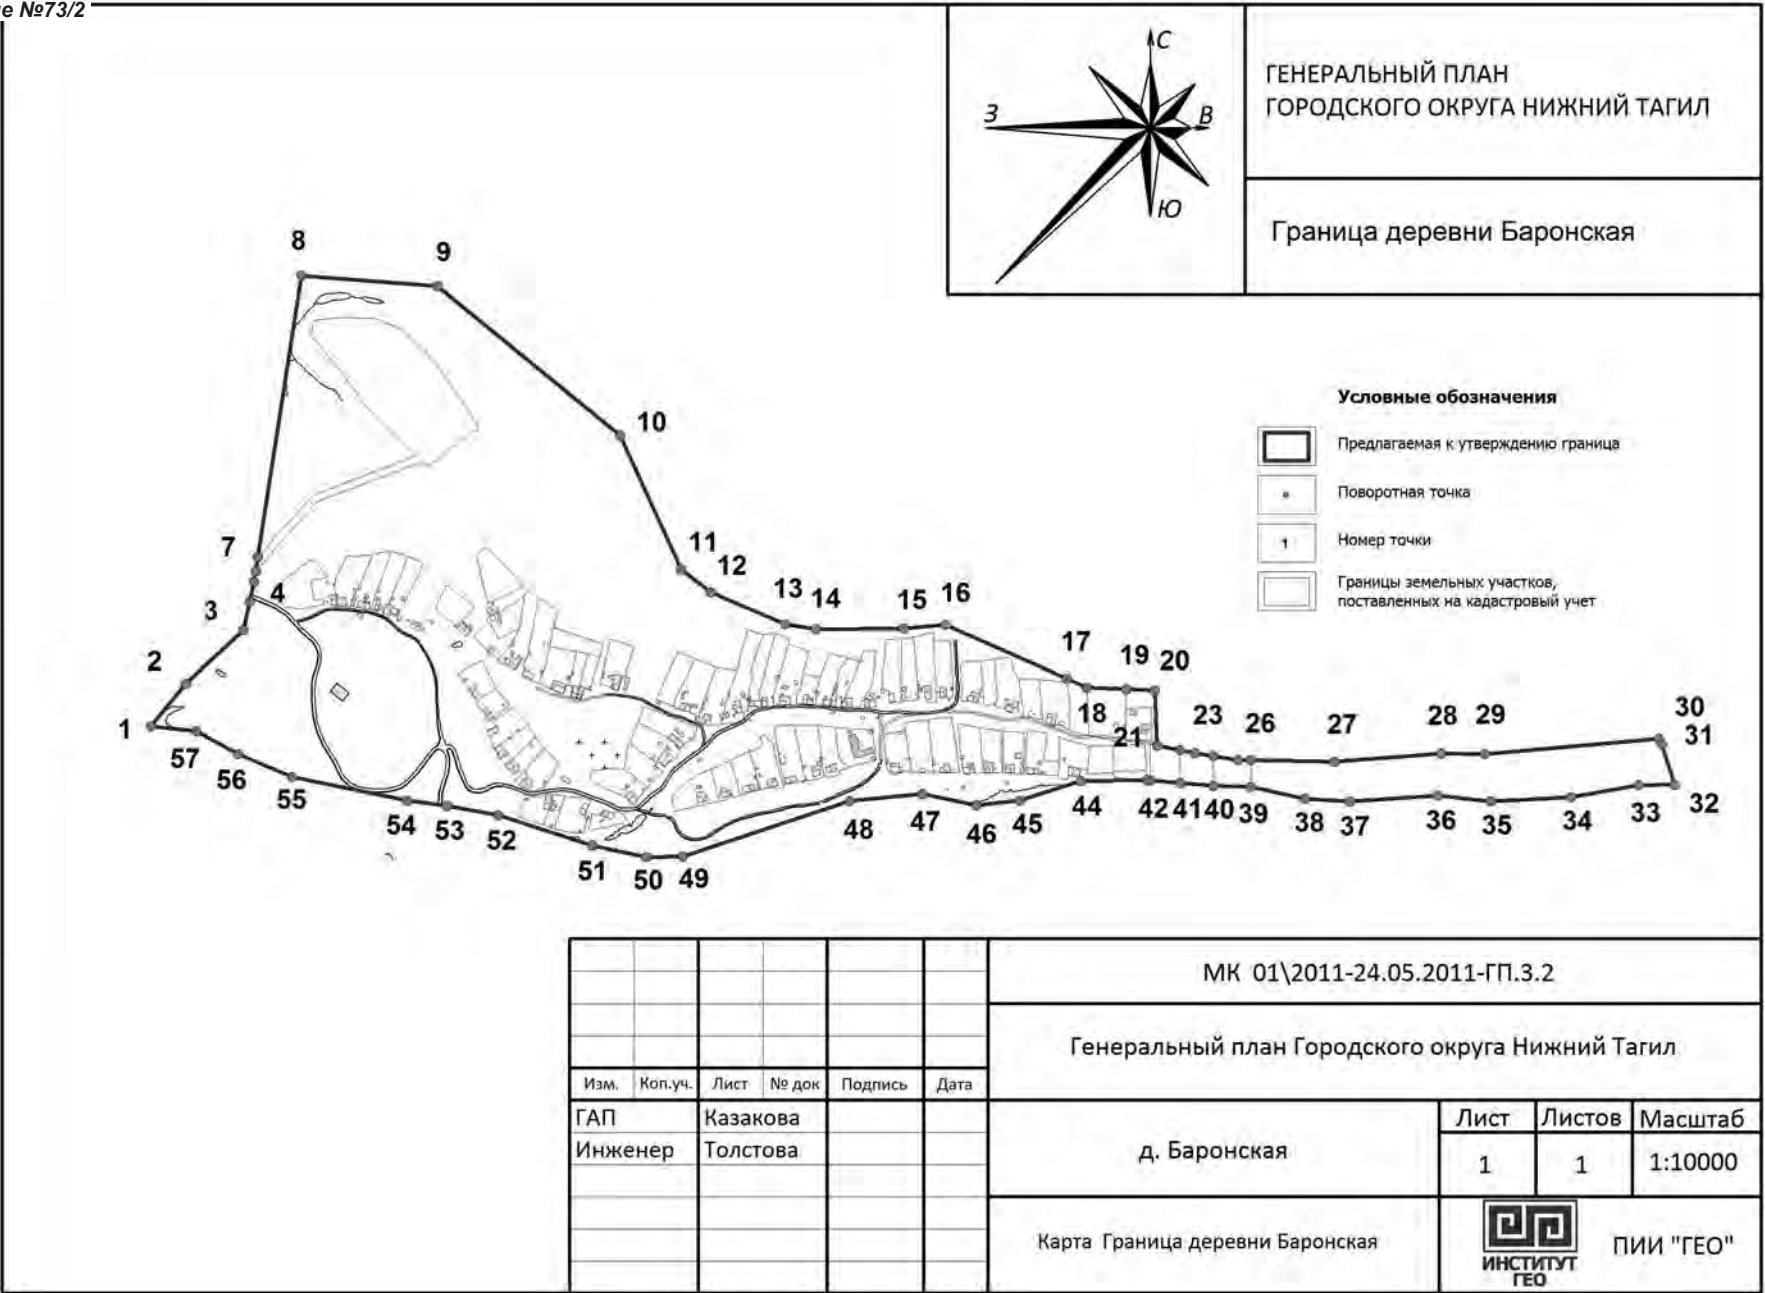 е №73/2
С
З
В
Ю
ГЕНЕРАЛЬНЫЙ ПЛАН
ГОРОДСКОГО ОКРУГА НИЖНИЙ ТАГИЛ
Граница деревни Баронская
8
9
10
11
12
13
14
15
16
17
18
19
20
21
23
26
27
28
29
30
31
32
33
34
35
36
37
38
39
40
41
42
44
45
46
47
48
49
50
51
52
53
54
55
56
57
1
2
3
4
7
Условные обозначения
Предлагаемая к утверждению граница
Поворотная точка
1
Номер точки
Границы земельных участков,
поставленных на кадастровый учет
МК 01\2011-24.05.2011-ГП.3.2
Генеральный план Городского округа Нижний Тагил
Изм. Кол.уч. Лист № док Подпись Дата
ГАП Казакова
Инженер Толстова
д. Баронская
Лист Листов Масштаб
1 1 1:10000
Карта Граница деревни Баронская
ИНСТИТУТ
ГЕО
ПИИ "ГЕО"